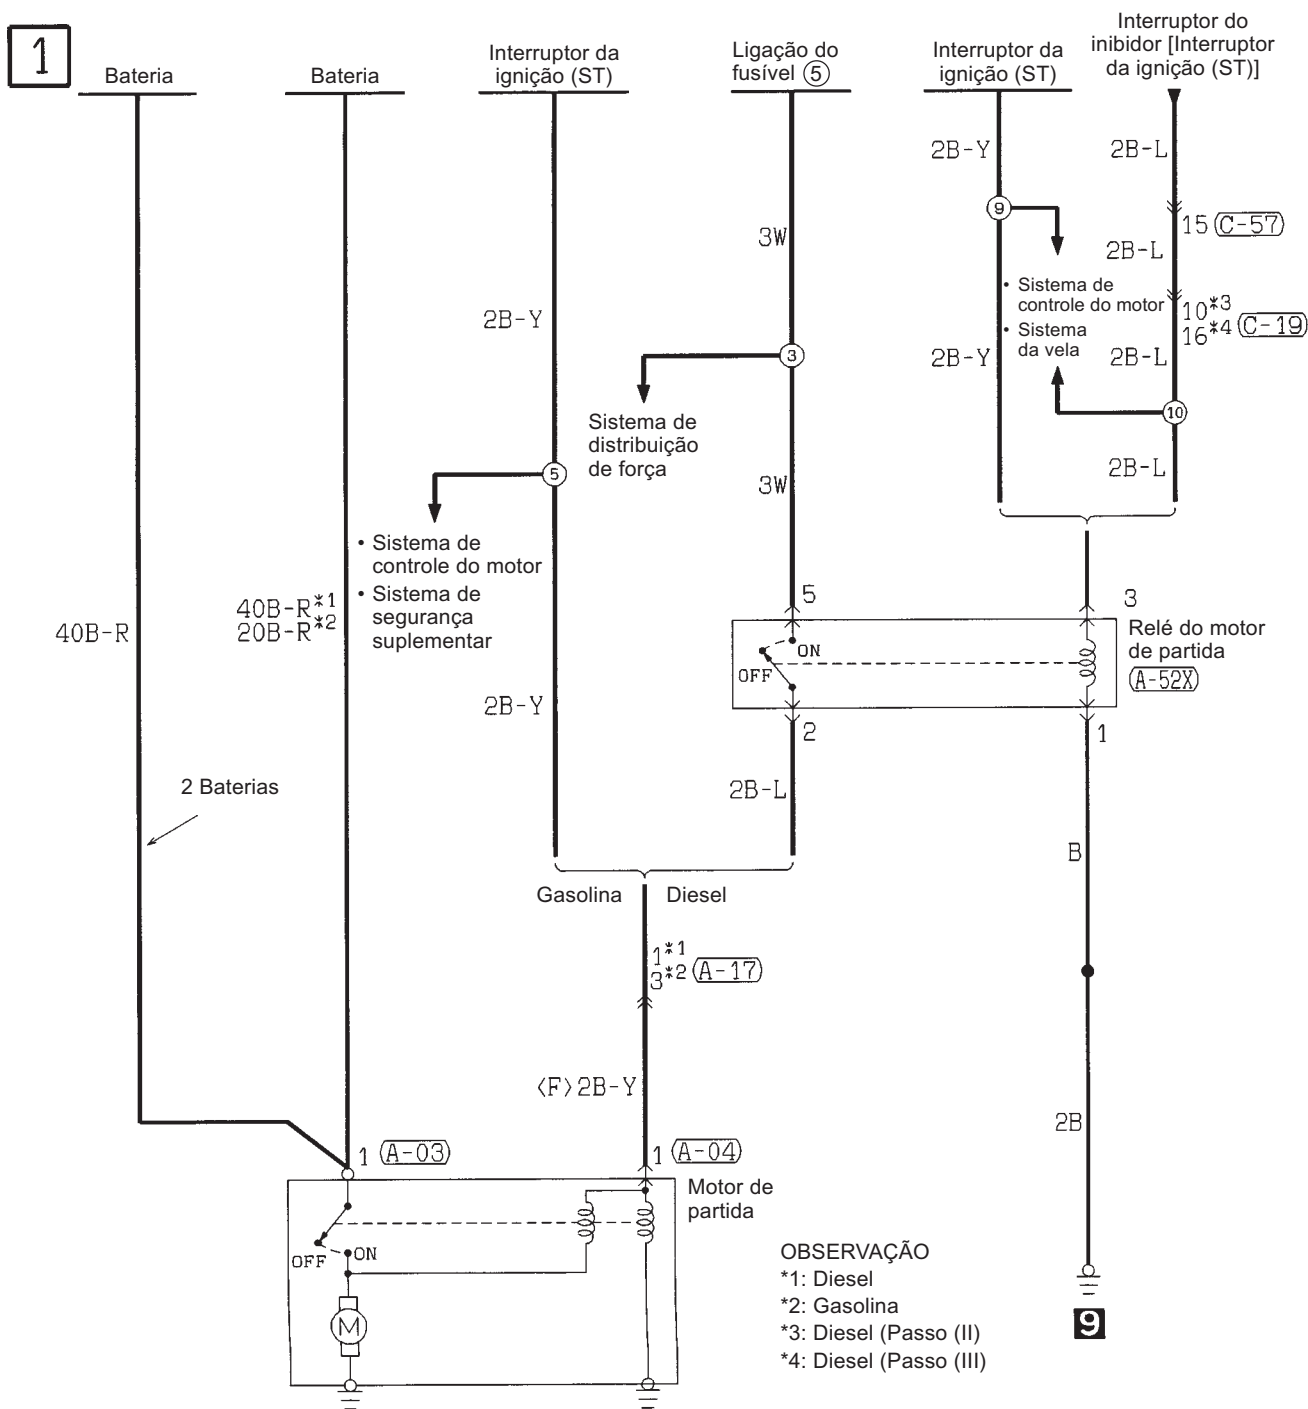 1
Bateria
Bateria
Interruptor da
ignição (ST)
Ligação do
fusível ⑤
Interruptor da
ignição (ST)
Interruptor do
inibidor [Interruptor
da ignição (ST)]
2B-Y
2B-L
9
15 C-57
3W
2B-L
• Sistema de
controle do motor
• Sistema
da vela
10*3
16*4 C-19
2B-Y
3
2B-Y
2B-L
10
Sistema de
distribuição
de força
5
3W
2B-L
• Sistema de
controle do motor
• Sistema de
segurança
suplementar
40B-R
40B-R*1
20B-R*2
5
3
ON
OFF
Relé do motor
de partida
A-52X
2B-Y
2
1
2 Baterias
2B-L
B
Gasolina
Diesel
1*1
3*2 A-17
<F>2B-Y
2B
1 A-03
1 A-04
Motor de
partida
OFF
ON
M
OBSERVAÇÃO
*1: Diesel
*2: Gasolina
*3: Diesel (Passo (II)
*4: Diesel (Passo (III)
9